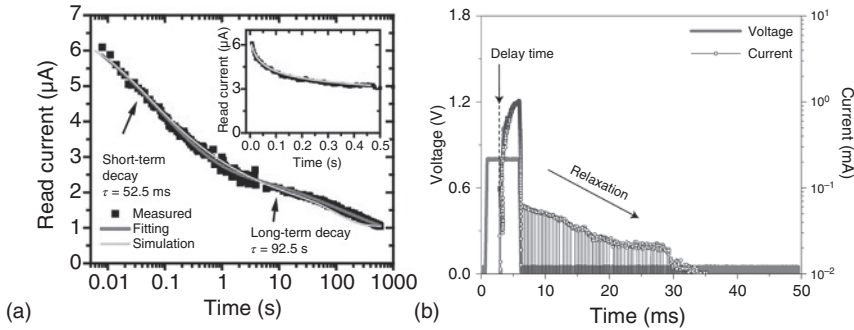 (a)
Read current (μA)
7
6
5
4
3
2
1
0
0.01 0.1 1 10 100 1000
Time (s)
Short-term
decay
τ = 52.5 ms
Long-term decay
τ = 92.5 s
Measured
Fitting
Simulation
Read current (μA)
6
3
0
0.0 0.1 0.2 0.3 0.4 0.5
Time (s)
(b)
Voltage (V)
1.8
1.2
0.6
0.0
0 10 20 30 40 50
Time (ms)
Current (mA)
10¹
10⁰
10⁻¹
10⁻²
Delay time
Voltage
Current
Relaxation